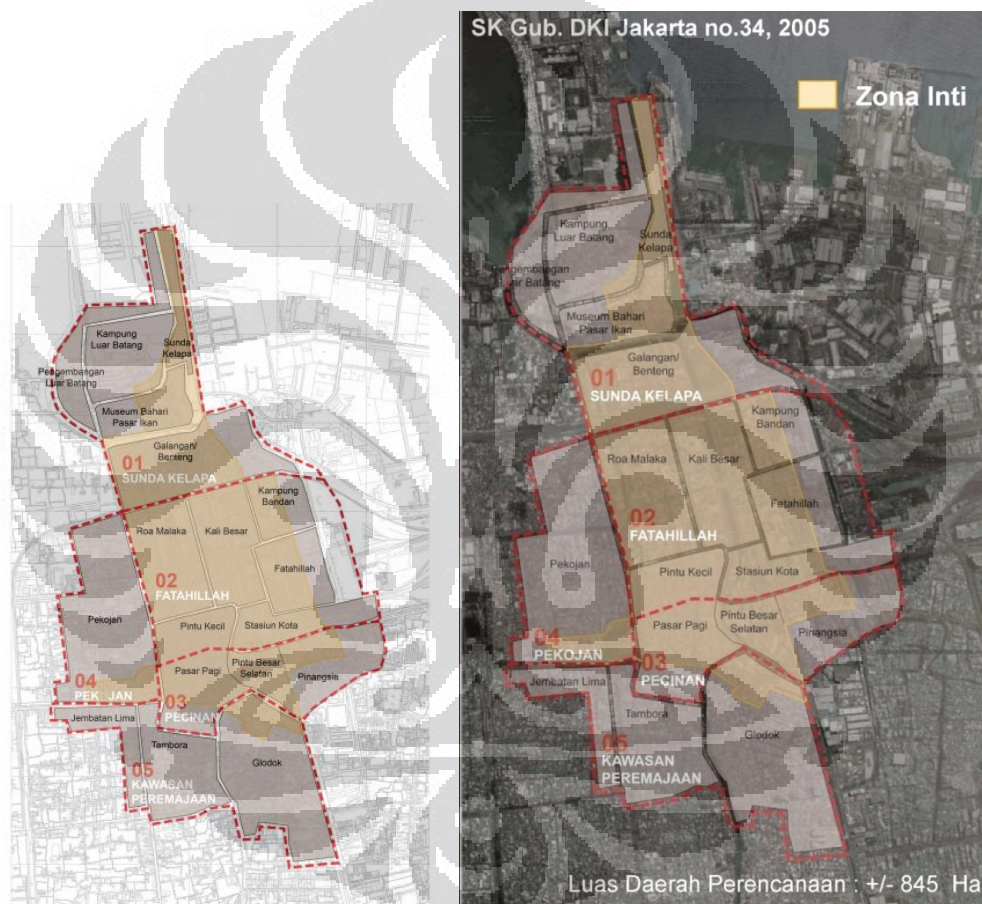 Kampung
Luar Batang
Sunda
Kelapa
Pengembangan
Luar Batang
Museum Bahari
Pasar Ikan
Galangan/
Benteng
01
SUNDA KELAPA
Kampung
Bandan
Roa Malaka
Kali Besar
Fatahillah
02
FATAHILLAH
Pekojan
Pintu Kecil
Stasiun Kota
Pasar Pagi
Pintu Besar
Selatan
Pinangsia
04
PEKOJAN
03
PECINAN
Jembatan Lima
Tambora
Glodok
05
KAWASAN
PEREMAJAAN
SK Gub. DKI Jakarta no.34, 2005
Zona Inti
Kampung
Luar Batang
Sunda
Kelapa
Pengembangan
Luar Batang
Museum Bahari
Pasar Ikan
Galangan/
Benteng
01
SUNDA KELAPA
Kampung
Bandan
Roa Malaka
Kali Besar
Fatahillah
02
FATAHILLAH
Pekojan
Pintu Kecil
Stasiun Kota
Pasar Pagi
Pintu Besar
Selatan
Pinangsia
04
PEKOJAN
03
PECINAN
Jembatan Lima
Tambora
Glodok
05
KAWASAN
PEREMAJAAN
Luas Daerah Perencanaan : +/- 845 Ha